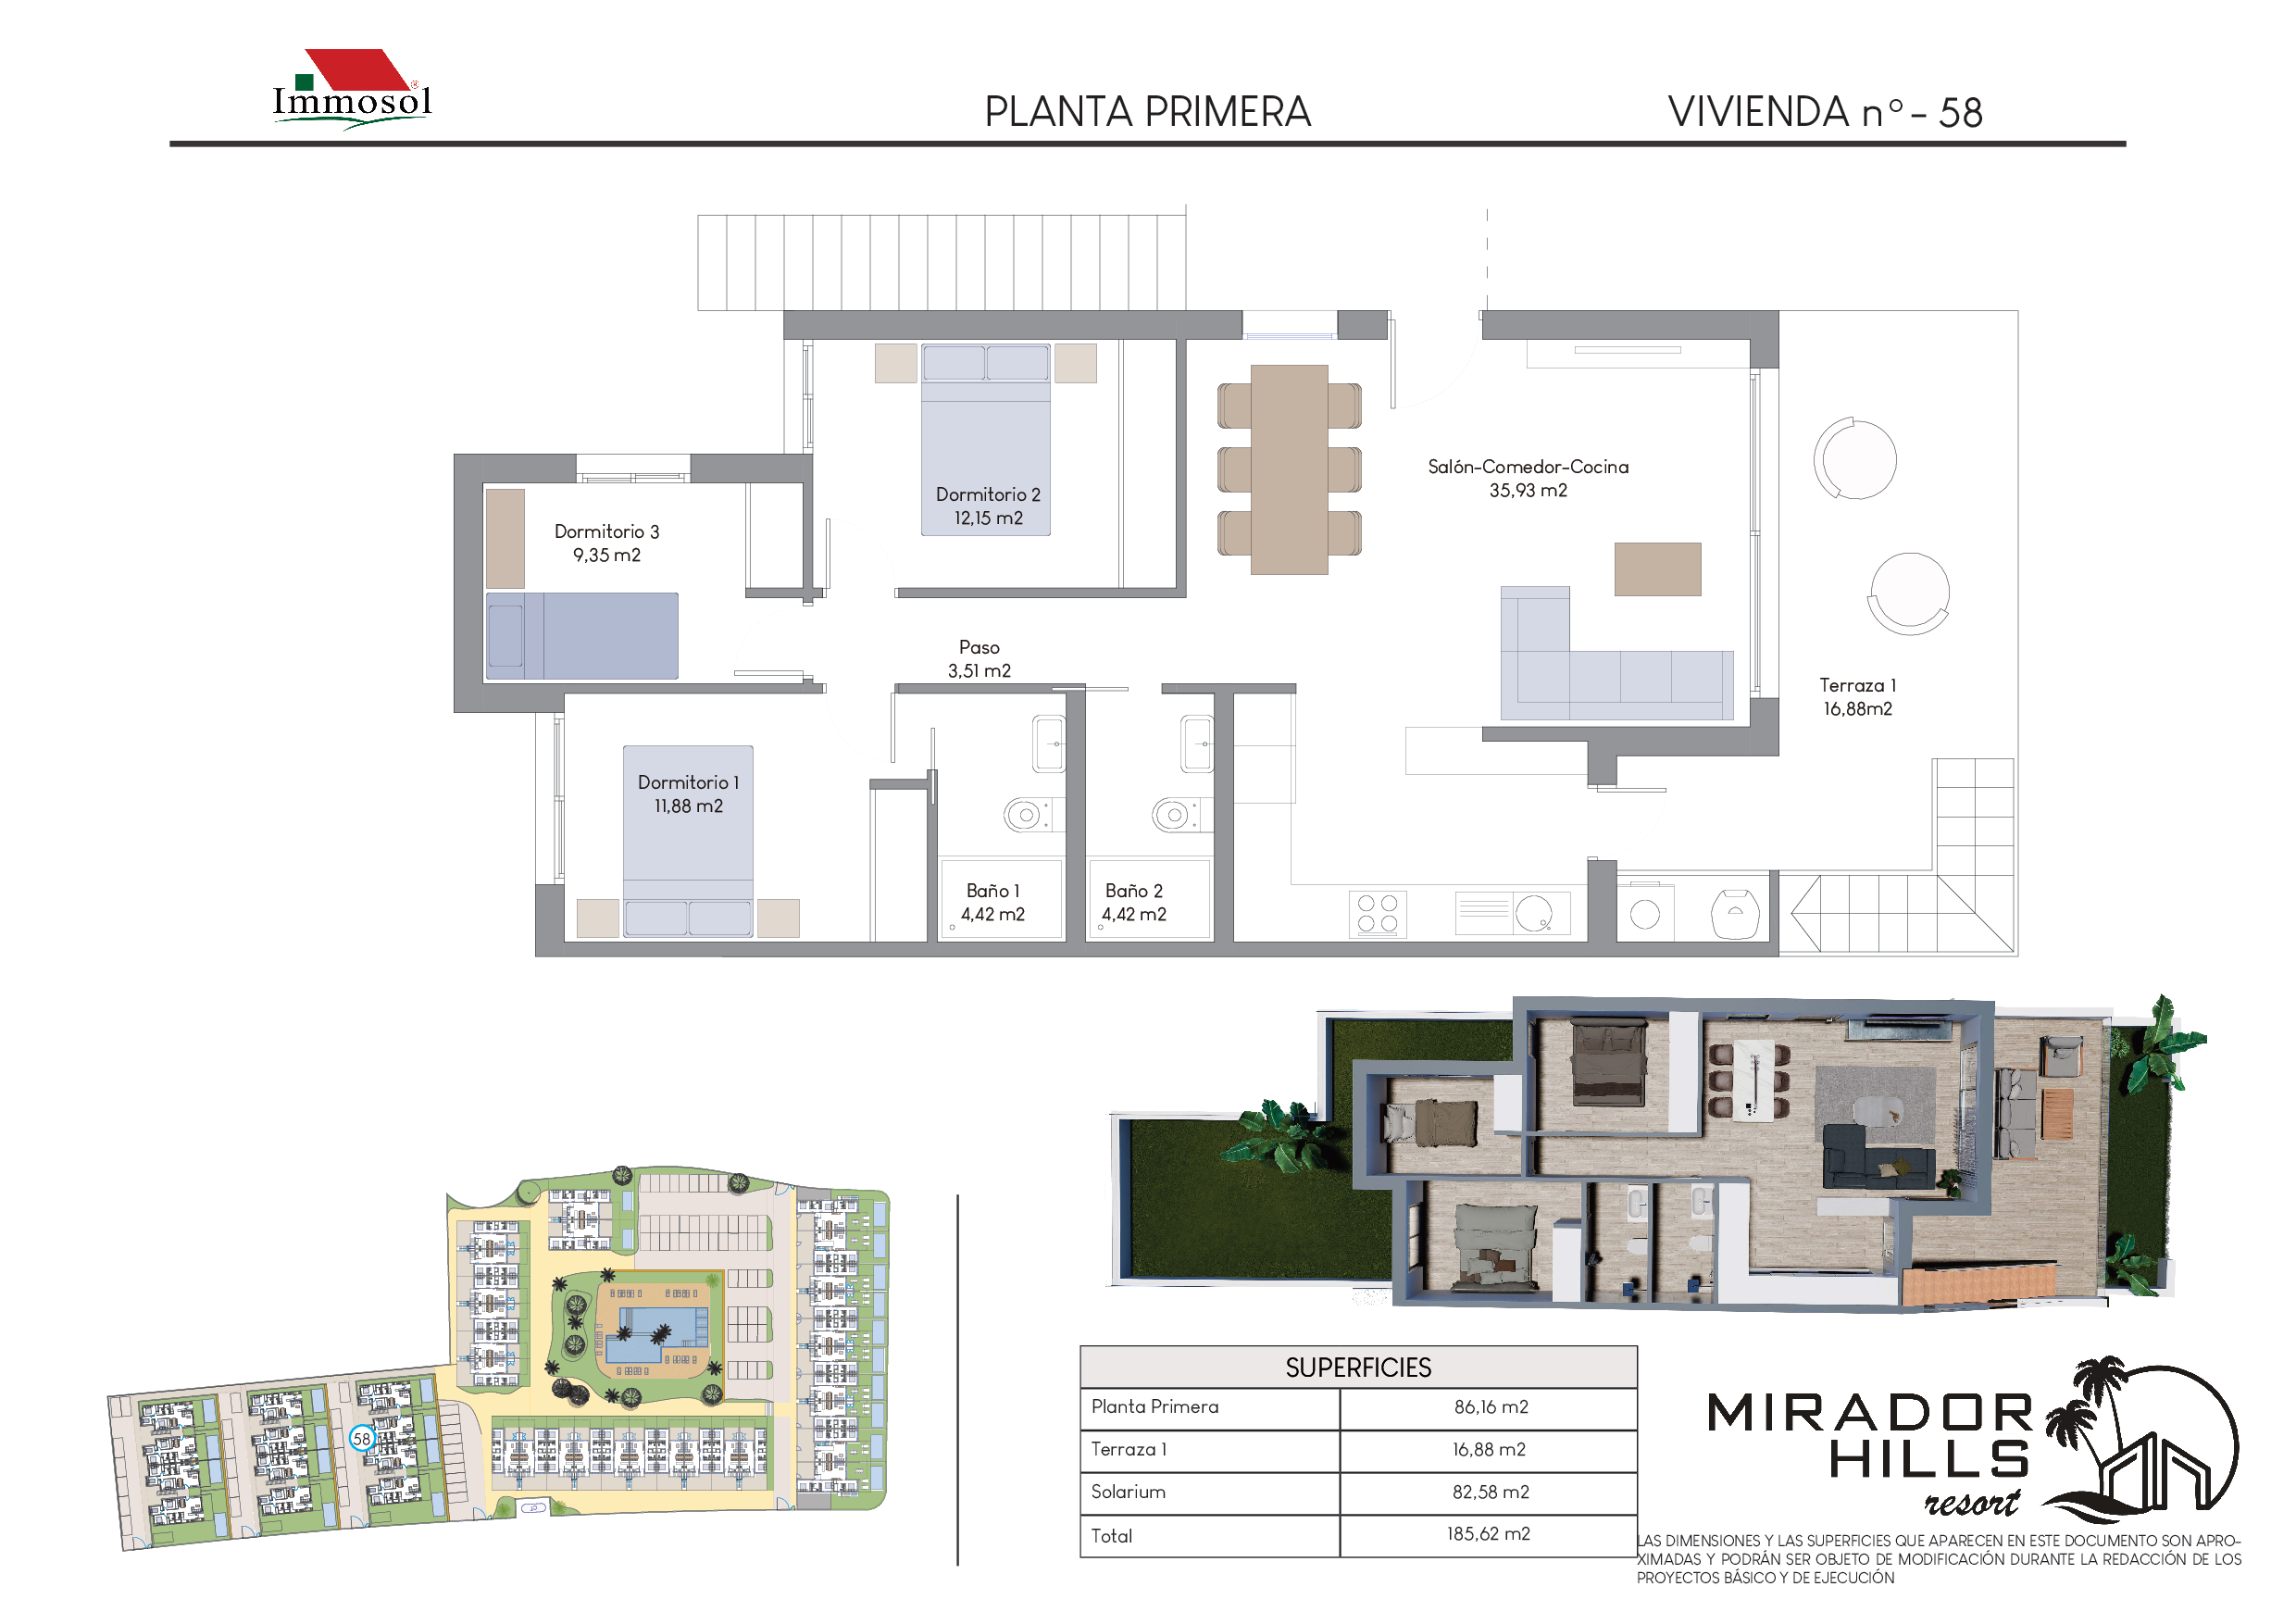 Immosol
PLANTA PRIMERA
VIVIENDA nº - 58
Salón-Comedor-Cocina
35,93 m2
Dormitorio 2
12,15 m2
Dormitorio 3
9,35 m2
Paso
3,51 m2
Terraza 1
16,88m2
Dormitorio 1
11,88 m2
Baño 1
4,42 m2
Baño 2
4,42 m2
58
SUPERFICIES
Planta Primera 86,16 m2
Terraza 1 16,88 m2
Solarium 82,58 m2
Total 185,62 m2
MIRADOR
HILLS
resort
LAS DIMENSIONES Y LAS SUPERFICIES QUE APARECEN EN ESTE DOCUMENTO SON APRO-
XIMADAS Y PODRÁN SER OBJETO DE MODIFICACIÓN DURANTE LA REDACCIÓN DE LOS
PROYECTOS BÁSICO Y DE EJECUCIÓN